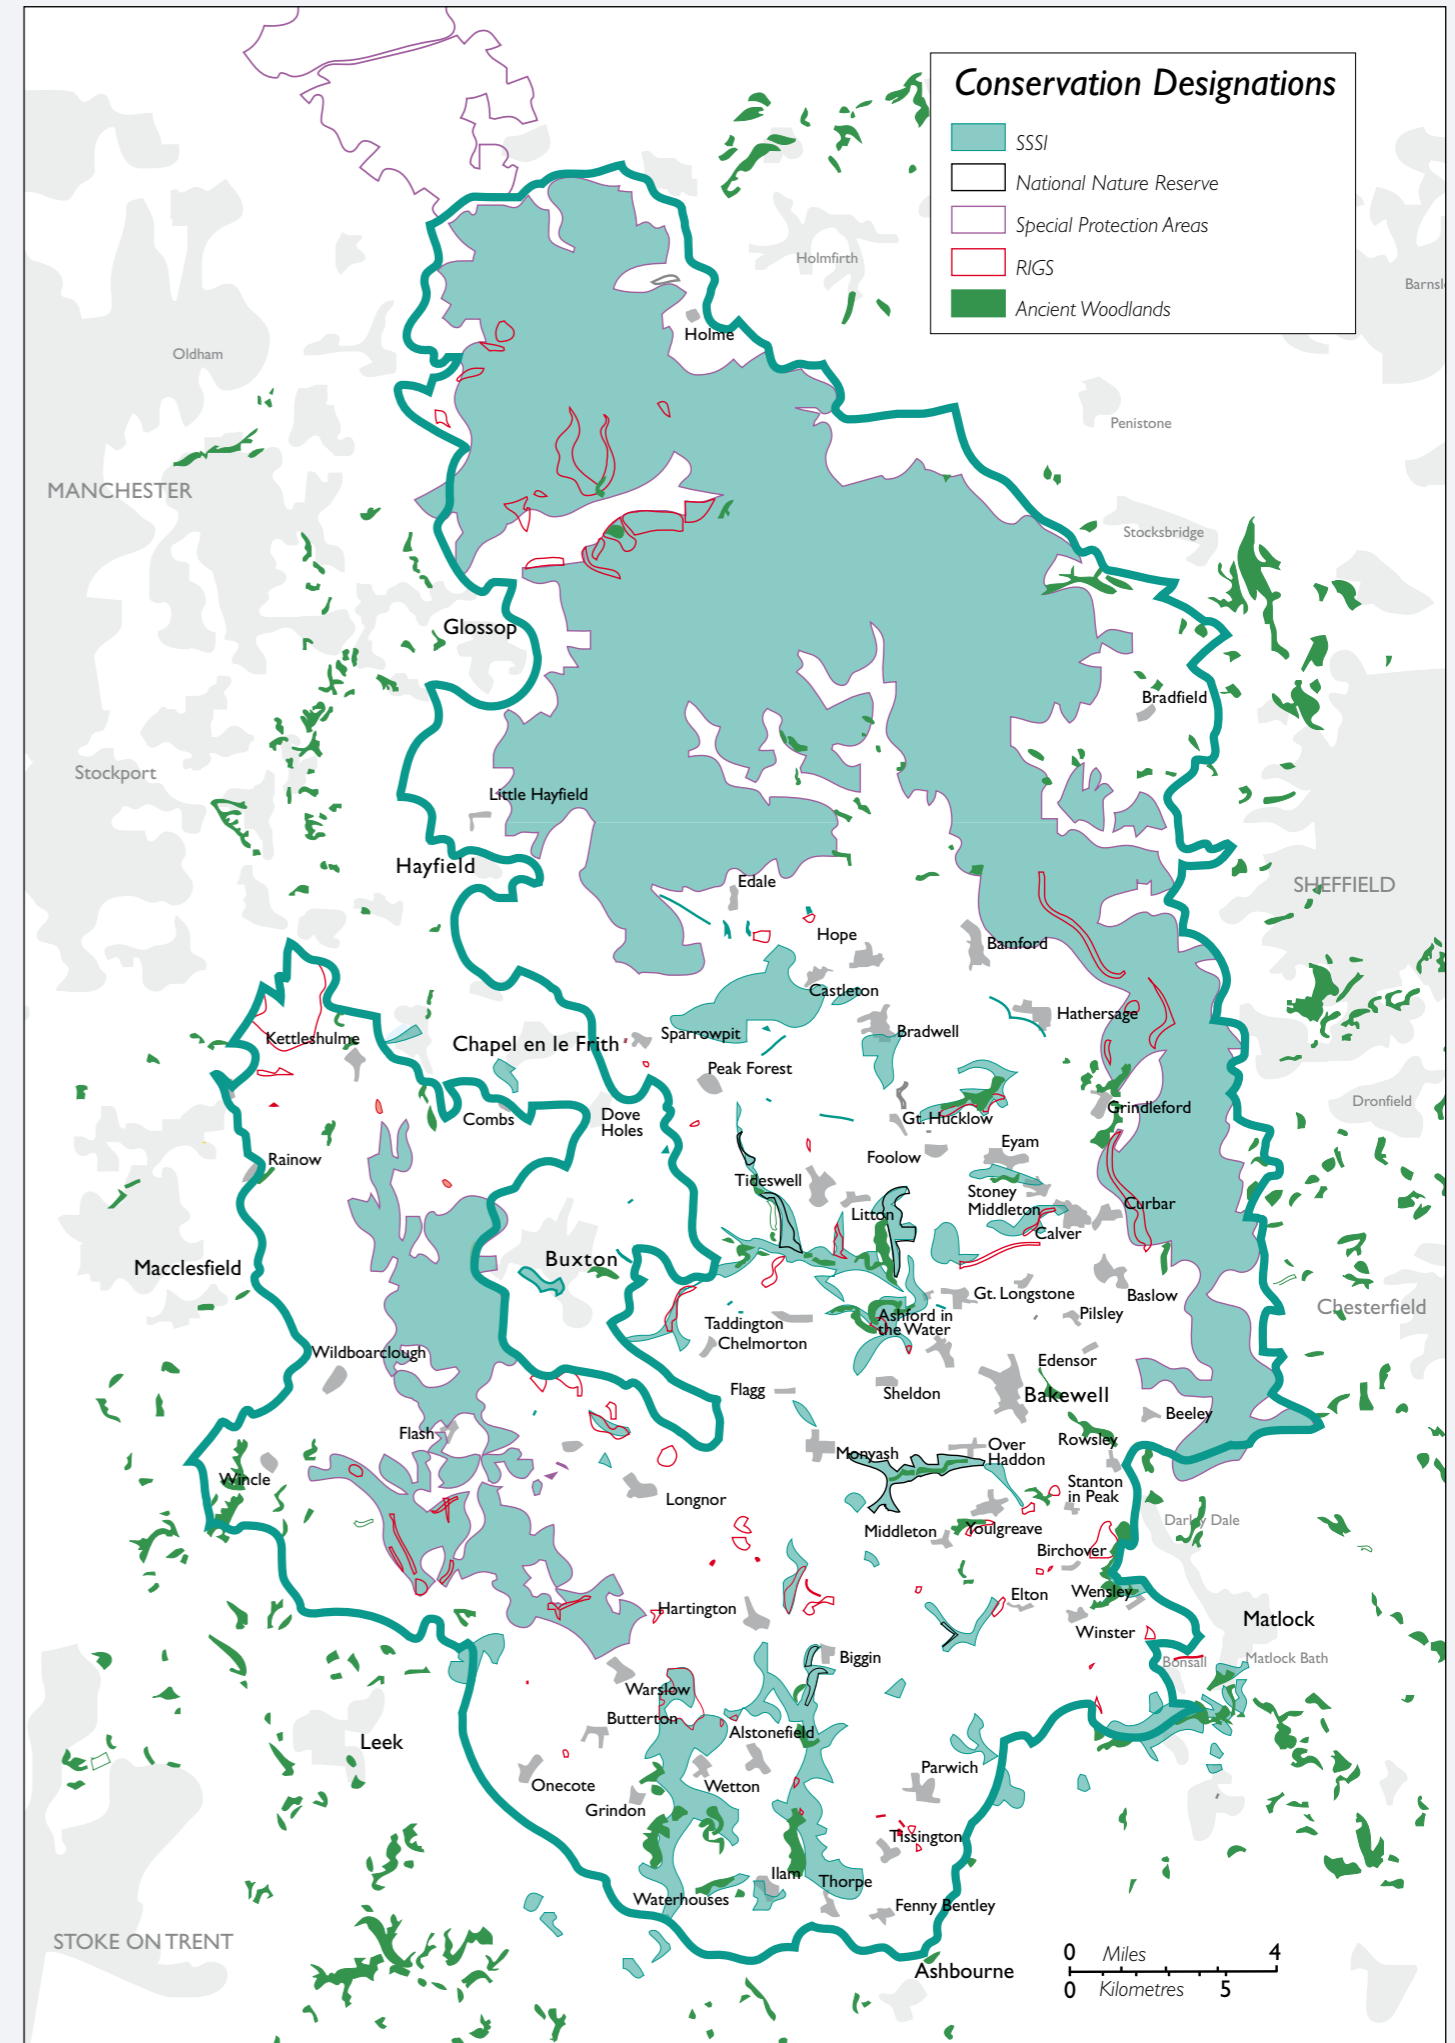 Conservation Designations
SSSI
National Nature Reserve
Special Protection Areas
RIGS
Ancient Woodlands
Holmfirth
Holme
Oldham
Penistone
MANCHESTER
Stocksbridge
Glossop
Bradfield
Stockport
Little Hayfield
Hayfield
Edale
SHEFFIELD
Hope
Bamford
Castleton
Hathersage
Kettleshulme
Chapel en le Frith
Sparrowpit
Bradwell
Peak Forest
Dronfield
Combs
Dove
Holes
Gt. Hucklow
Grindleford
Rainow
Foolow
Eyam
Tideswell
Stoney
Middleton
Litton
Curbar
Calver
Macclesfield
Buxton
Gt. Longstone
Baslow
Chesterfield
Taddington
Ashford in
the Water
Pilsley
Chelmorton
Wildboarclough
Edensor
Flagg
Sheldon
Bakewell
Beeley
Flash
Rowsley
Monyash
Over
Haddon
Wincle
Stanton
in Peak
Longnor
Darley Dale
Middleton
Youlgreave
Birchover
Wensley
Elton
Hartington
Matlock
Winster
Biggin
Bonsall
Matlock Bath
Warslow
Butterton
Alstonefield
Leek
Parwich
Onecote
Wetton
Grindon
Tissington
Ilam
Thorpe
Waterhouses
Fenny Bentley
STOKE ON TRENT
Ashbourne
0 Miles 4
0 Kilometres 5